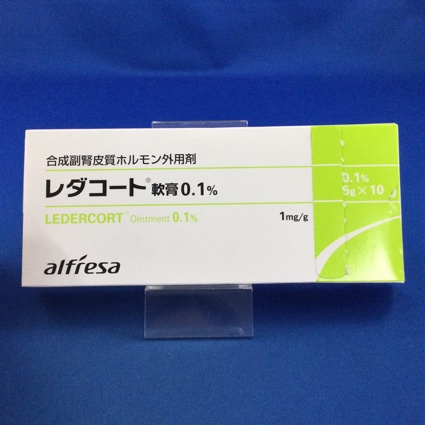 合成副腎皮質ホルモン外用剤
レダコート® 軟膏 0.1%
LEDERCORT® Ointment 0.1%
1mg/g
0.1%
5g×10
alfresa